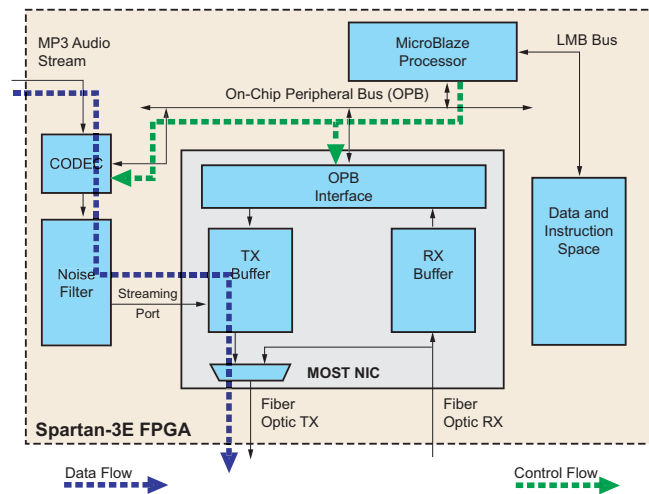 MP3 Audio
Stream
MicroBlaze
Processor
LMB Bus
On-Chip Peripheral Bus (OPB)
CODEC
OPB
Interface
Data and
Instruction
Space
Noise
Filter
Streaming
Port
TX
Buffer
RX
Buffer
MOST NIC
Fiber
Optic TX
Fiber
Optic RX
Spartan-3E FPGA
Data Flow
Control Flow